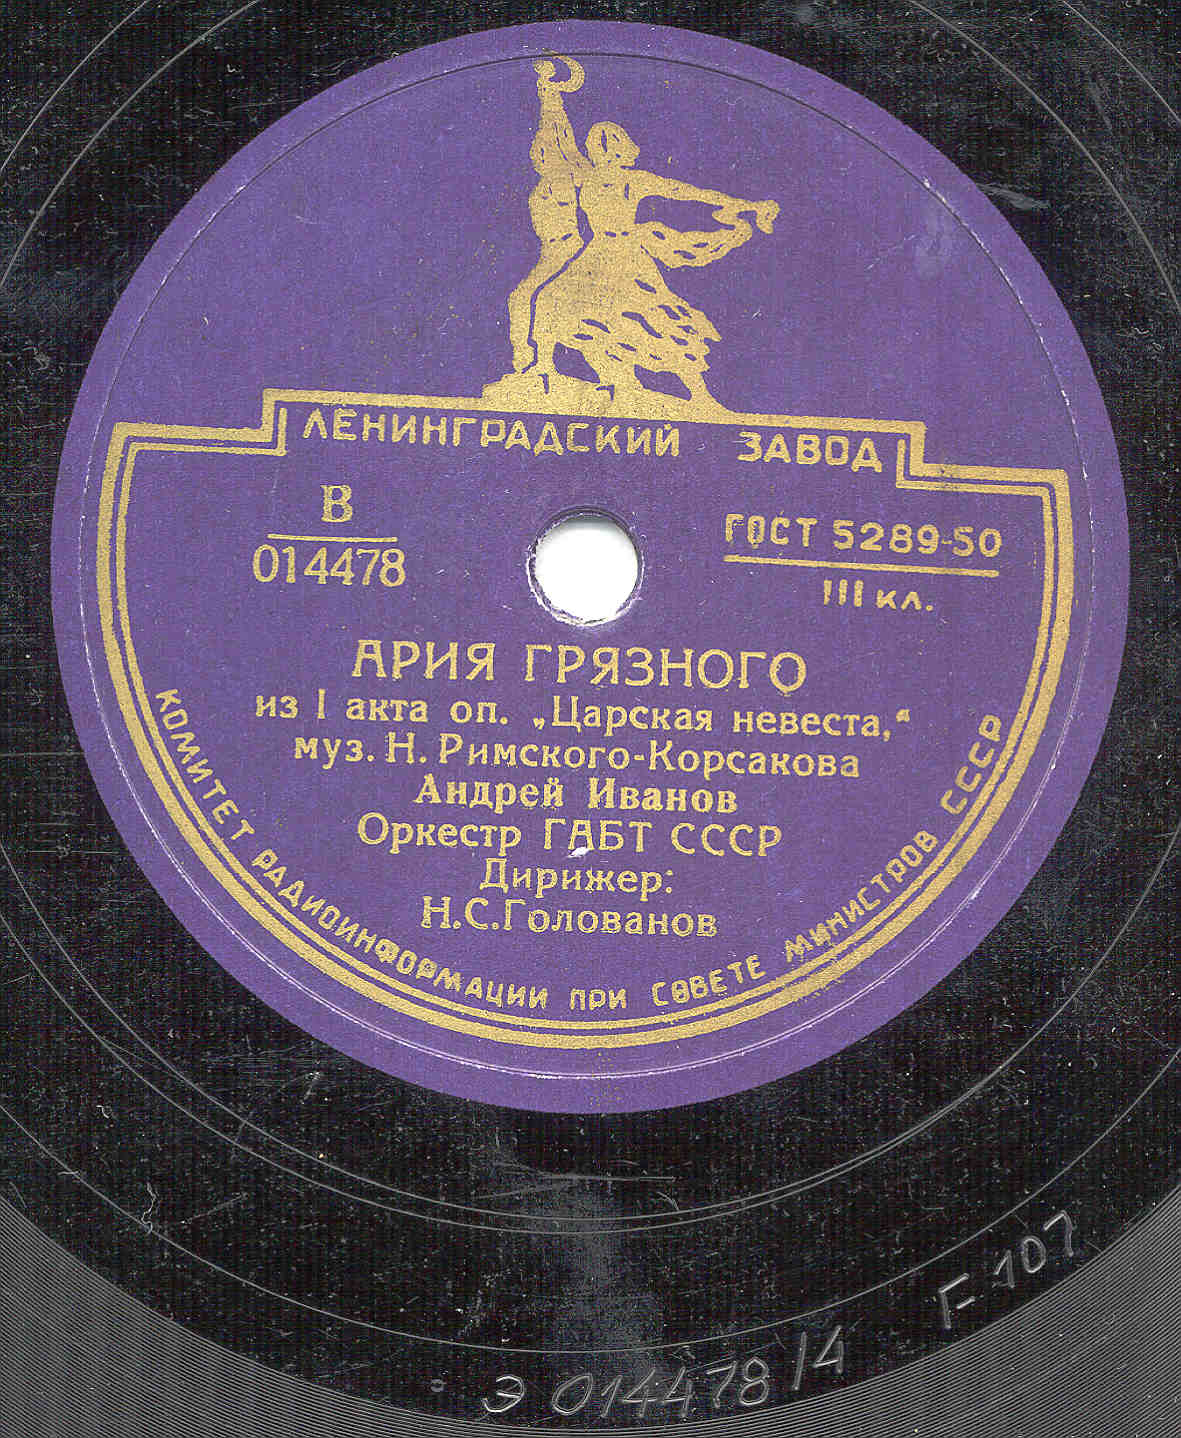 ЛЕНИНГРАДСКИЙ ЗАВОД
В
014478
ГОСТ 5289-50
III кл.
АРИЯ ГРЯЗНОГО
из I акта оп. „Царская невеста,“
муз. Н. Римского-Корсакова
Андрей Иванов
Оркестр ГАБТ СССР
Дирижер:
Н.С.Голованов
КОМИТЕТ РАДИОИНФОРМАЦИИ ПРИ СОВЕТЕ МИНИСТРОВ СССР
Э 014478/4
F 107